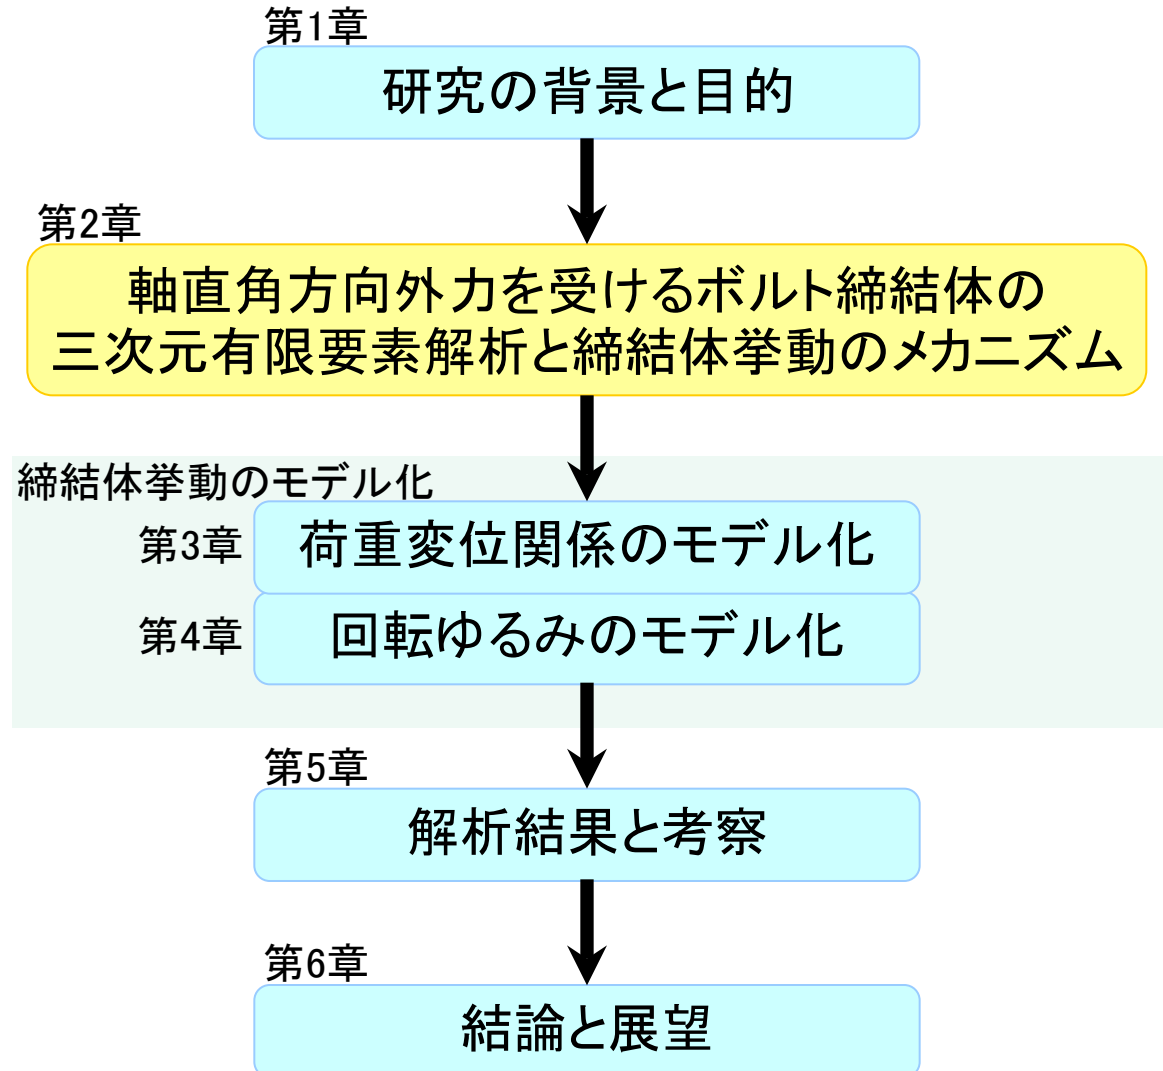 第1章
研究の背景と目的
第2章
軸直角方向外力を受けるボルト締結体の
三次元有限要素解析と締結体挙動のメカニズム
締結体挙動のモデル化
第3章
荷重変位関係のモデル化
第4章
回転ゆるみのモデル化
第5章
解析結果と考察
第6章
結論と展望